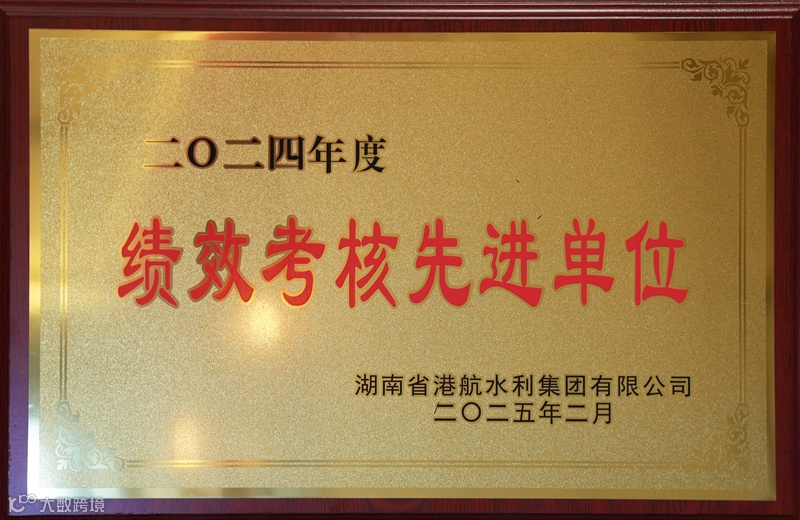 二〇二四年度
绩效考核先进单位
湖南省港航水利集团有限公司
二〇二五年二月
大数跨境